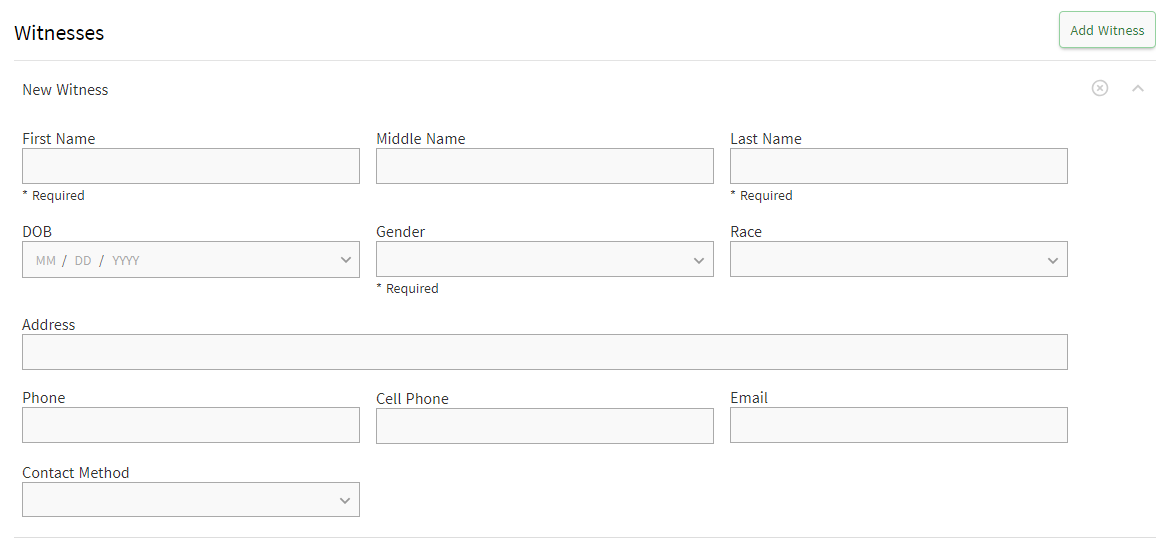 Witnesses
Add Witness
New Witness
First Name
Middle Name
Last Name
* Required
* Required
DOB
Gender
Race
MM / DD / YYYY
* Required
Address
Phone
Cell Phone
Email
Contact Method